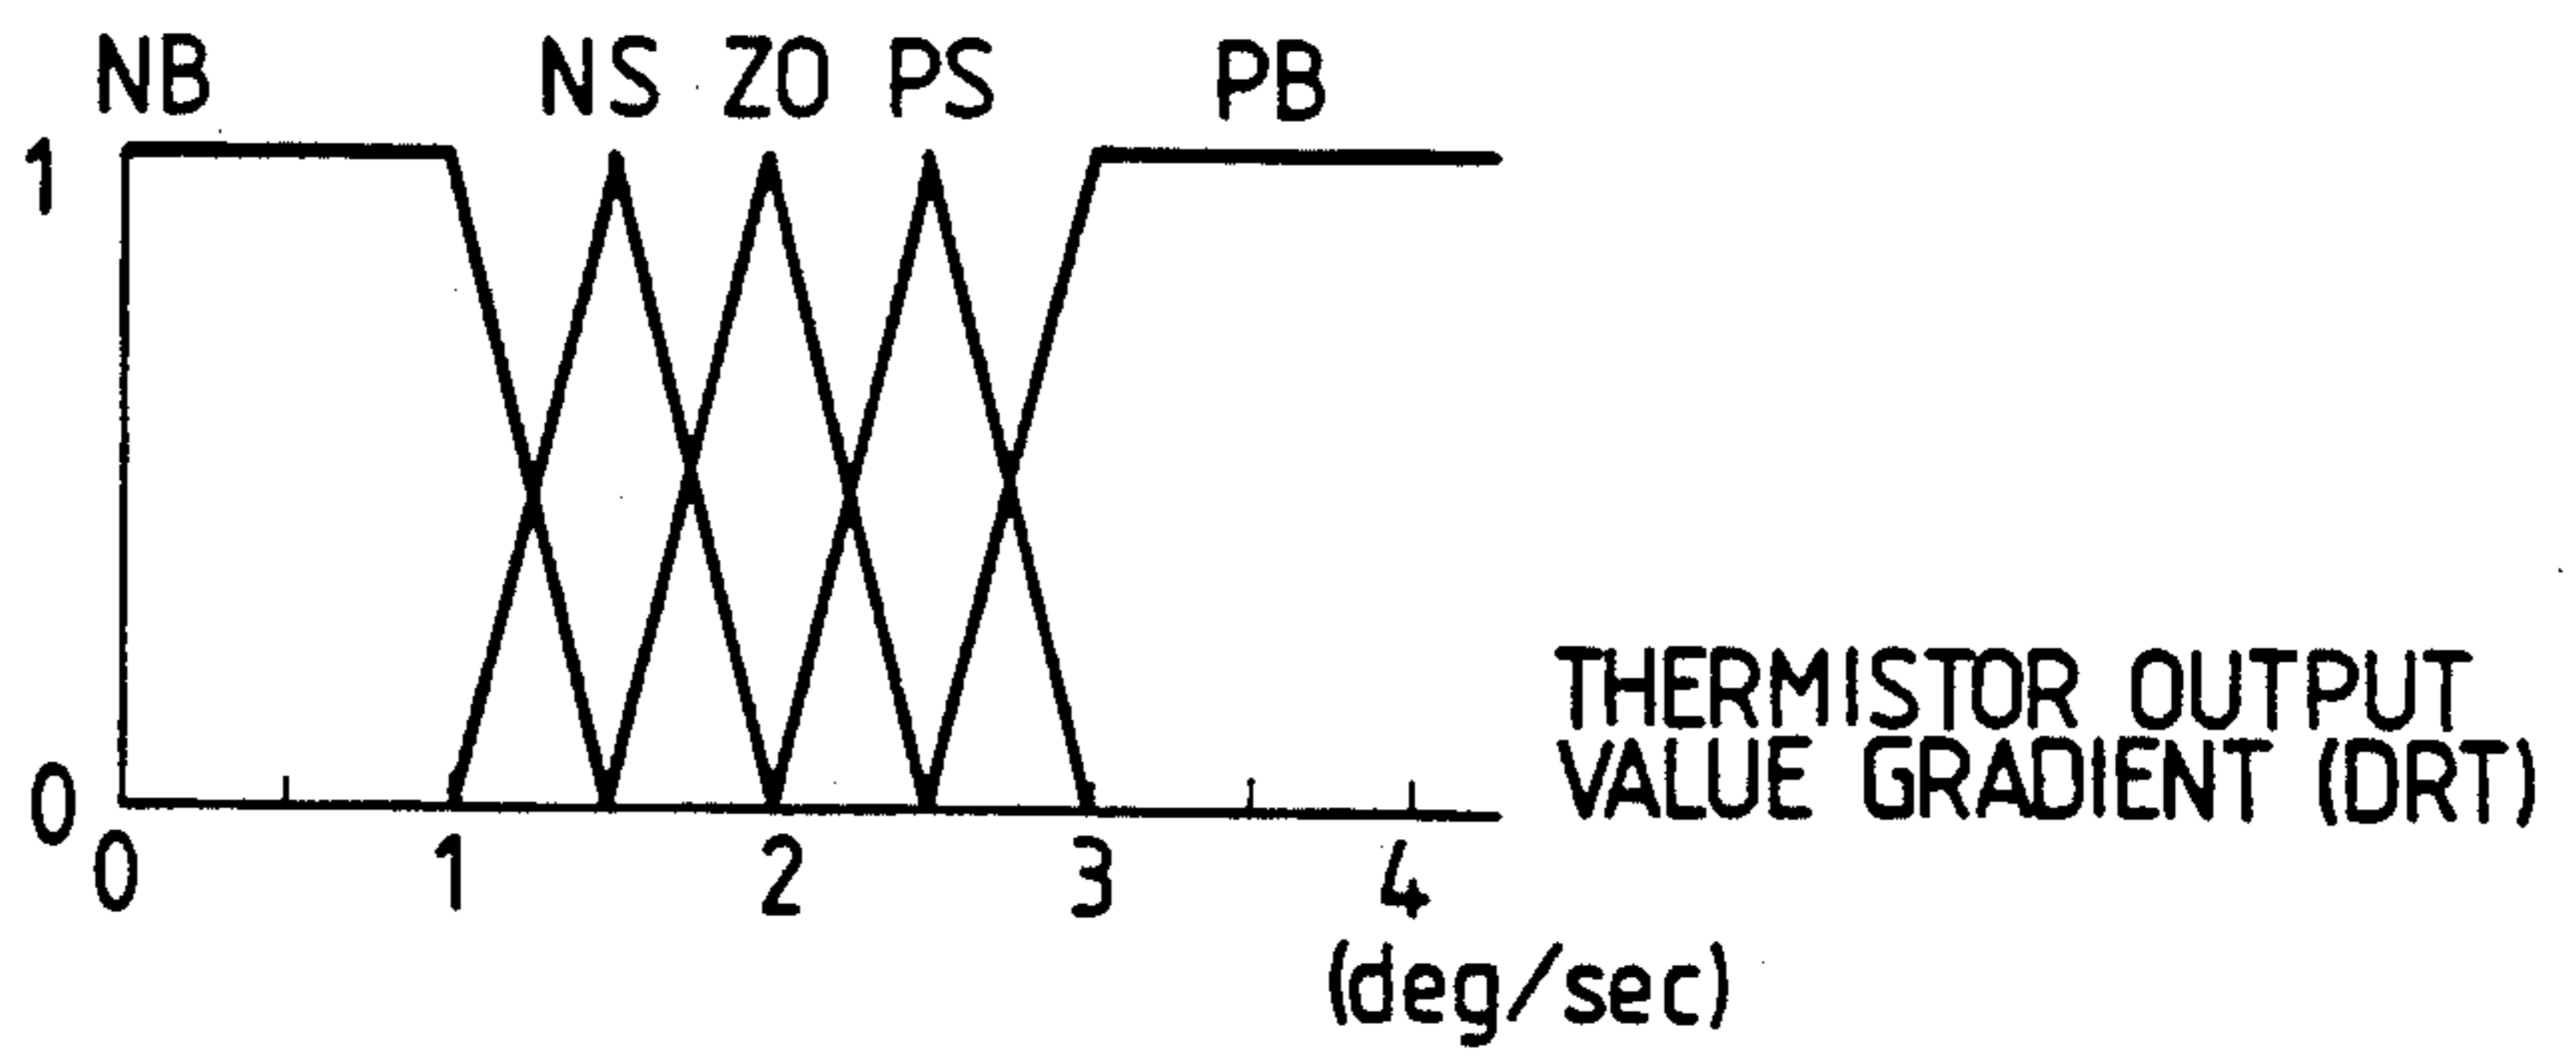 NB NS ZO PS PB
1
0
0 1 2 3 4
THERMISTOR OUTPUT
VALUE GRADIENT (DRT)
(deg/sec)